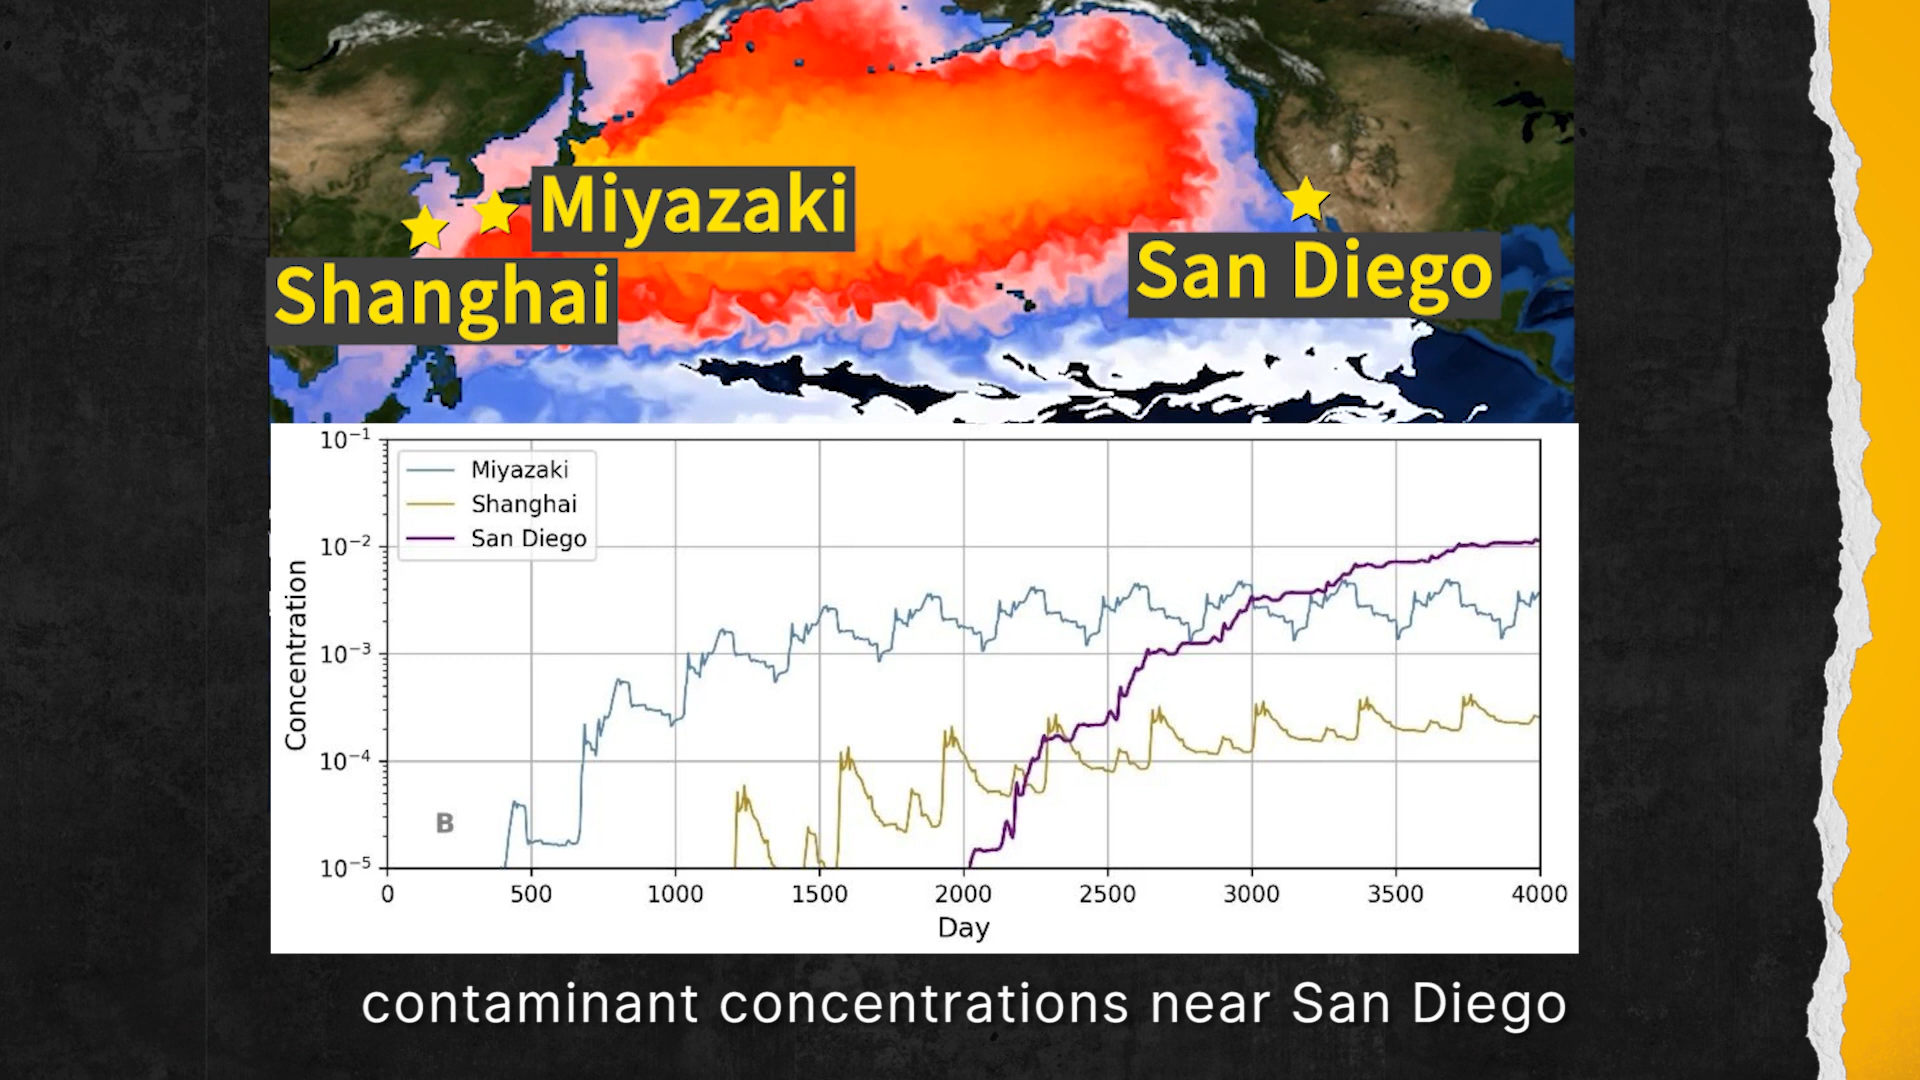 Miyazaki
Shanghai
San Diego
10⁻¹
10⁻²
10⁻³
10⁻⁴
10⁻⁵
Concentration
Miyazaki
Shanghai
San Diego
B
0 500 1000 1500 2000 2500 3000 3500 4000
Day
contaminant concentrations near San Diego